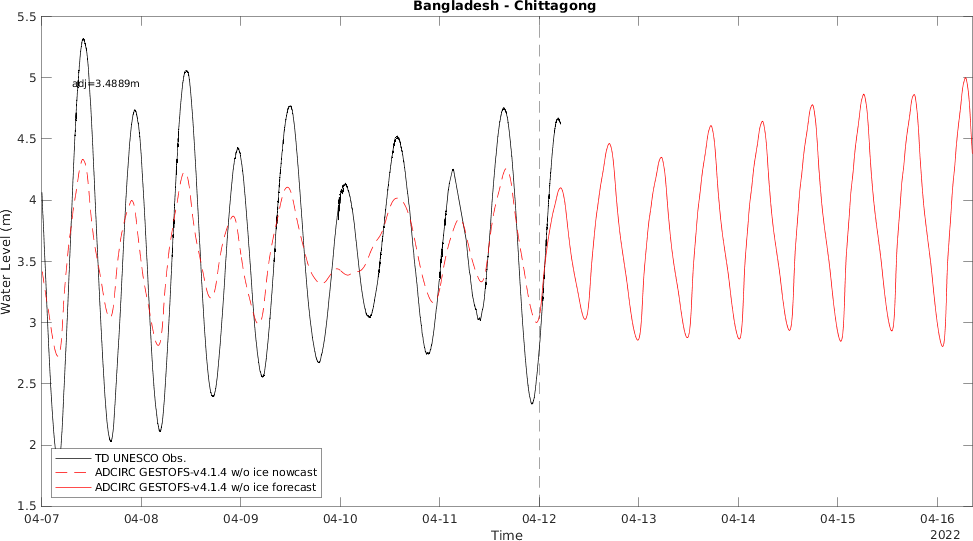 Bangladesh - Chittagong
5.5
5
4.5
4
3.5
3
2.5
2
1.5
Water Level (m)
adj=3.4889m
TD UNESCO Obs.
ADCIRC GESTOFS-v4.1.4 w/o ice nowcast
ADCIRC GESTOFS-v4.1.4 w/o ice forecast
04-07 04-08 04-09 04-10 04-11 04-12 04-13 04-14 04-15 04-16
Time
2022